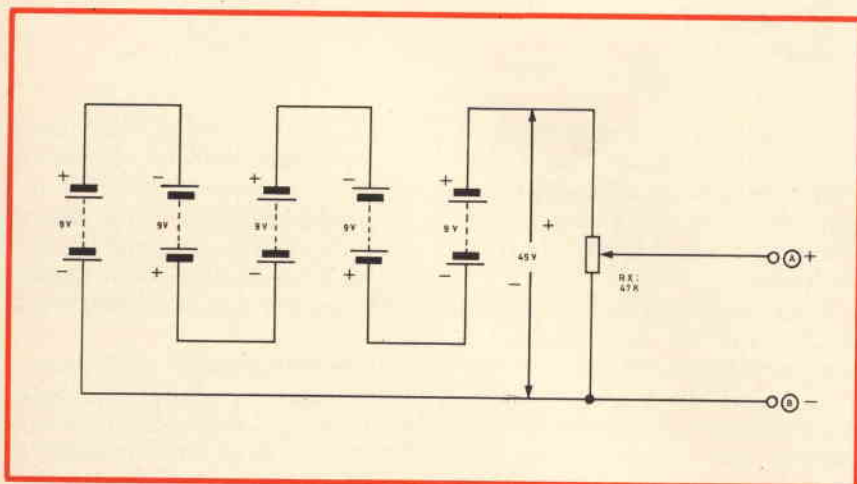 + − + − +
9V 9V 9V 9V 9V
− + − + −
+
45V
−
RX:
47K
A +
B −